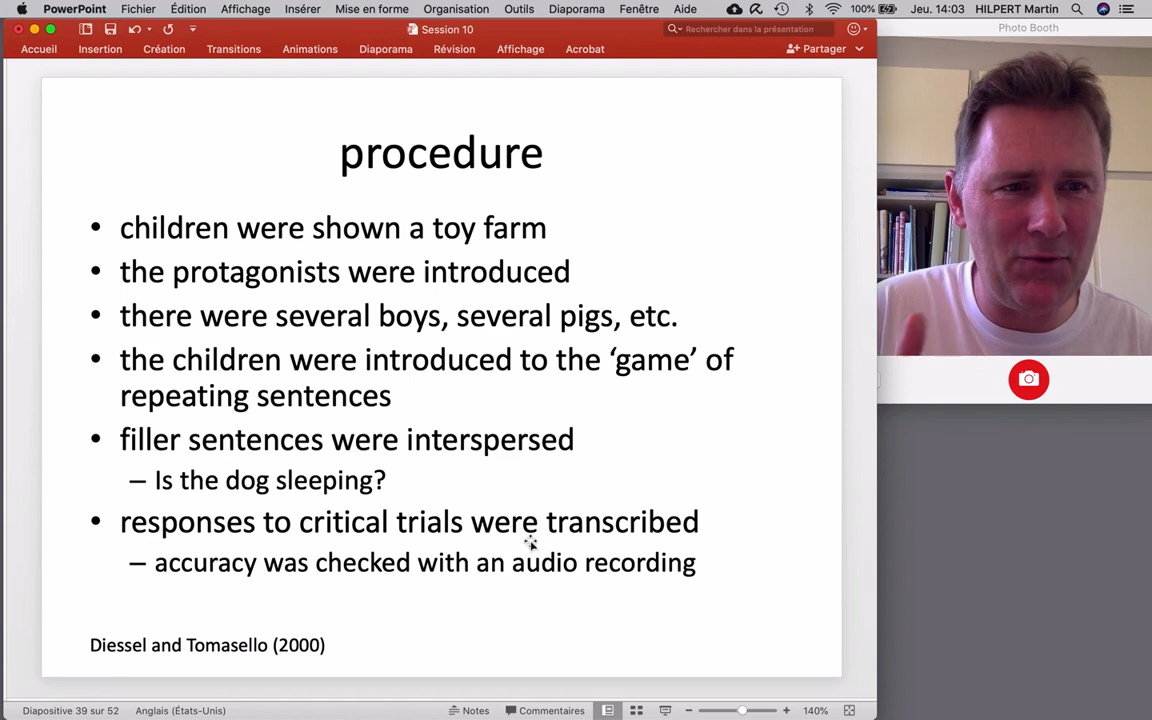 PowerPoint Fichier Édition Affichage Insérer Mise en forme Organisation Outils Diaporama Fenêtre Aide 100% Jeu. 14:03 HILPERT Martin
Session 10 Rechercher dans la présentation
Photo Booth
Accueil Insertion Création Transitions Animations Diaporama Révision Affichage Acrobat Partager
procedure
• children were shown a toy farm
• the protagonists were introduced
• there were several boys, several pigs, etc.
• the children were introduced to the ‘game’ of
repeating sentences
• filler sentences were interspersed
– Is the dog sleeping?
• responses to critical trials were transcribed
– accuracy was checked with an audio recording
Diessel and Tomasello (2000)
Diapositive 39 sur 52 Anglais (États-Unis) Notes Commentaires 140%